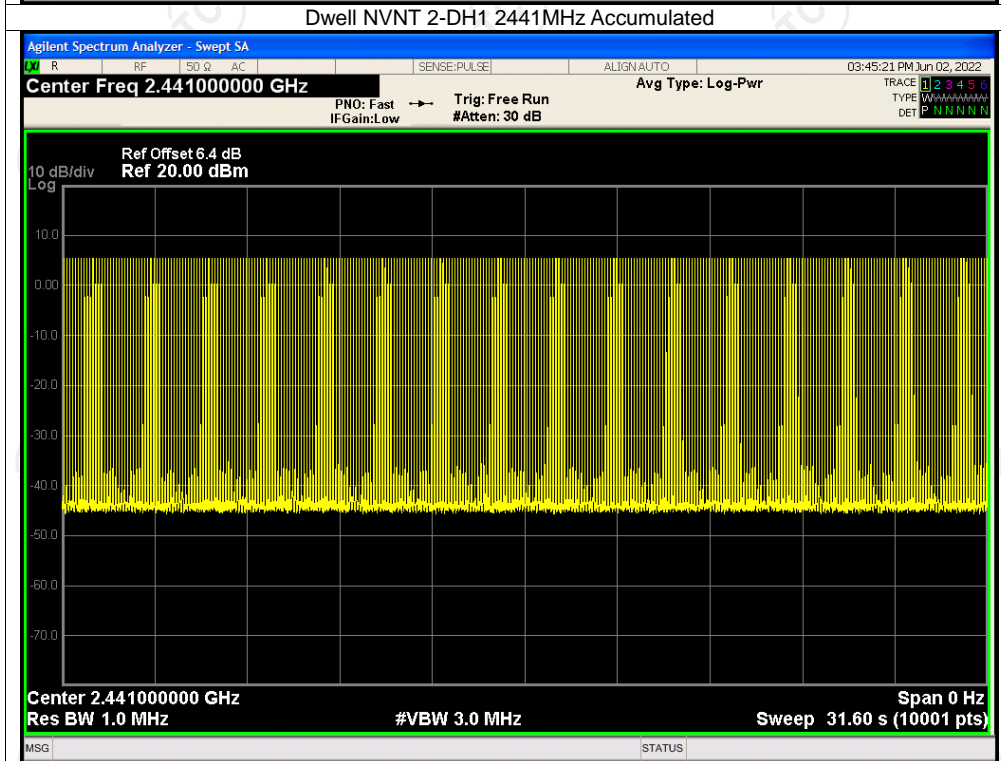 Dwell NVNT 2-DH1 2441MHz Accumulated
Agilent Spectrum Analyzer - Swept SA
LXI R RF 50 Ω AC SENSE:PULSE ALIGN AUTO 03:45:21 PM Jun 02, 2022
Center Freq 2.441000000 GHz Avg Type: Log-Pwr TRACE 1 2 3 4 5 6
PNO: Fast Trig: Free Run TYPE W
IFGain:Low #Atten: 30 dB DET P N N N N N
Ref Offset 6.4 dB
10 dB/div Ref 20.00 dBm
Log
10.0
0.00
-10.0
-20.0
-30.0
-40.0
-50.0
-60.0
-70.0
Center 2.441000000 GHz Span 0 Hz
Res BW 1.0 MHz #VBW 3.0 MHz Sweep 31.60 s (10001 pts)
MSG STATUS